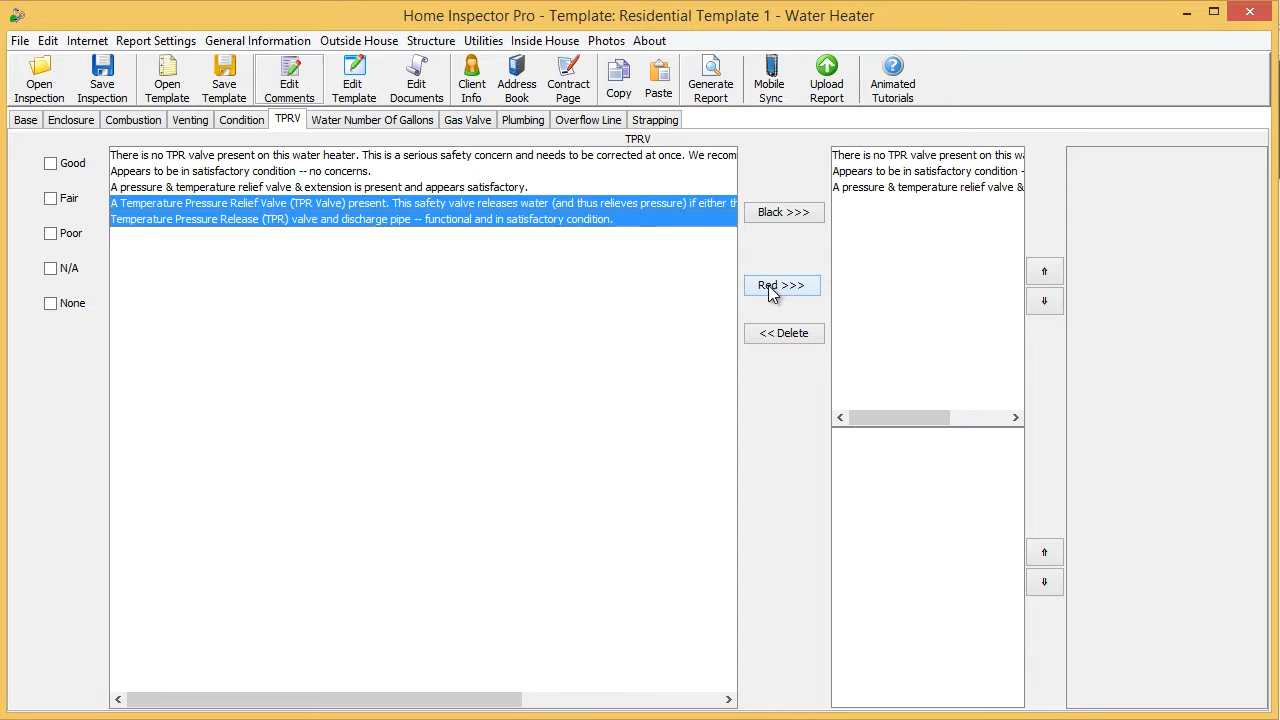 Home Inspector Pro - Template: Residential Template 1 - Water Heater
File Edit Internet Report Settings General Information Outside House Structure Utilities Inside House Photos About
Open Inspection
Save Inspection
Open Template
Save Template
Edit Comments
Edit Template
Edit Documents
Client Info
Address Book
Contract Page
Copy
Paste
Generate Report
Mobile Sync
Upload Report
Animated Tutorials
Base Enclosure Combustion Venting Condition TPRV Water Number Of Gallons Gas Valve Plumbing Overflow Line Strapping
TPRV
Good
Fair
Poor
N/A
None
There is no TPR valve present on this water heater. This is a serious safety concern and needs to be corrected at once. We recom
Appears to be in satisfactory condition -- no concerns.
A pressure & temperature relief valve & extension is present and appears satisfactory.
A Temperature Pressure Relief Valve (TPR Valve) present. This safety valve releases water (and thus relieves pressure) if either th
Temperature Pressure Release (TPR) valve and discharge pipe -- functional and in satisfactory condition.
Black >>>
Red >>>
<< Delete
There is no TPR valve present on this wa
Appears to be in satisfactory condition -
A pressure & temperature relief valve &